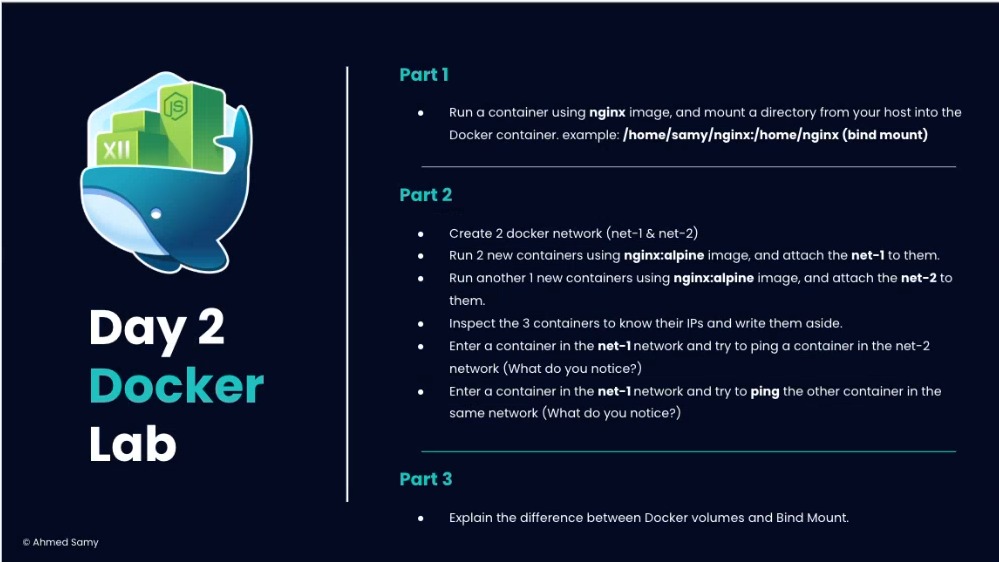 XII
JS
Day 2
Docker
Lab
© Ahmed Samy
Part 1
● Run a container using nginx image, and mount a directory from your host into the
Docker container. example: /home/samy/nginx:/home/nginx (bind mount)
Part 2
● Create 2 docker network (net-1 & net-2)
● Run 2 new containers using nginx:alpine image, and attach the net-1 to them.
● Run another 1 new containers using nginx:alpine image, and attach the net-2 to
them.
● Inspect the 3 containers to know their IPs and write them aside.
● Enter a container in the net-1 network and try to ping a container in the net-2
network (What do you notice?)
● Enter a container in the net-1 network and try to ping the other container in the
same network (What do you notice?)
Part 3
● Explain the difference between Docker volumes and Bind Mount.